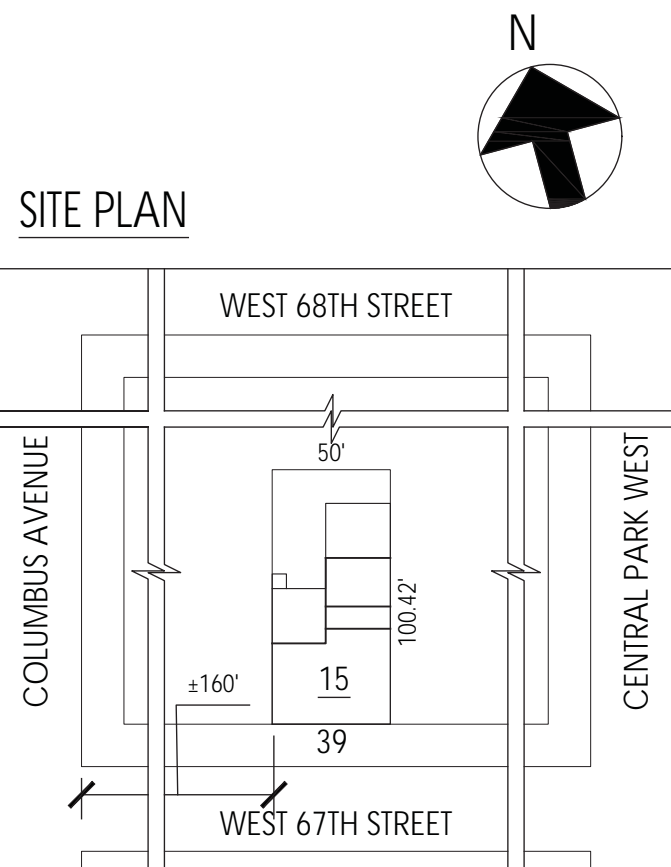 N
SITE PLAN
WEST 68TH STREET
50'
COLUMBUS AVENUE
CENTRAL PARK WEST
100.42'
15
±160'
39
WEST 67TH STREET